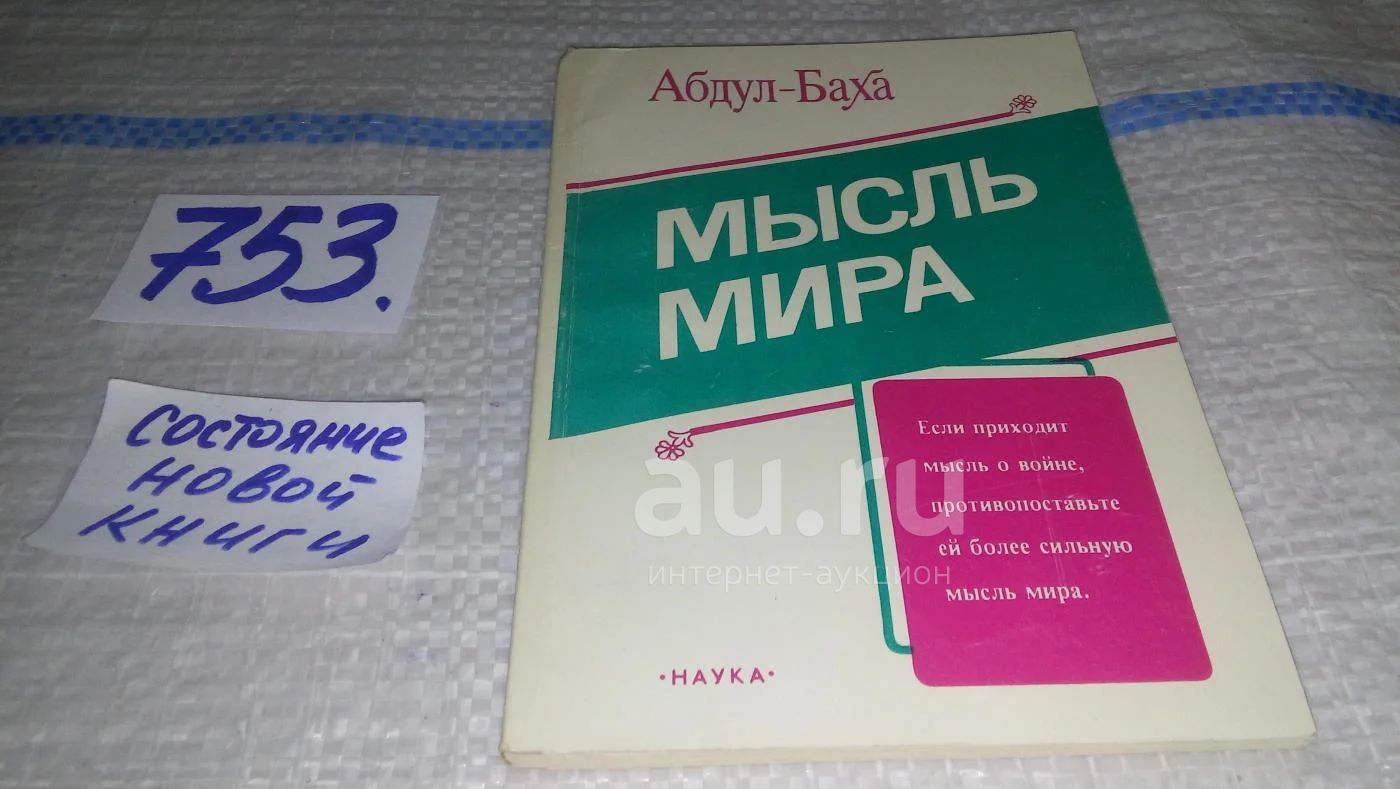 Абдул-Баха
МЫСЛЬ
МИРА
753.
состояние
новой
книги
Если приходит
мысль о войне,
противопоставьте
ей более сильную
мысль мира.
au.ru
интернет-аукцион
·НАУКА·